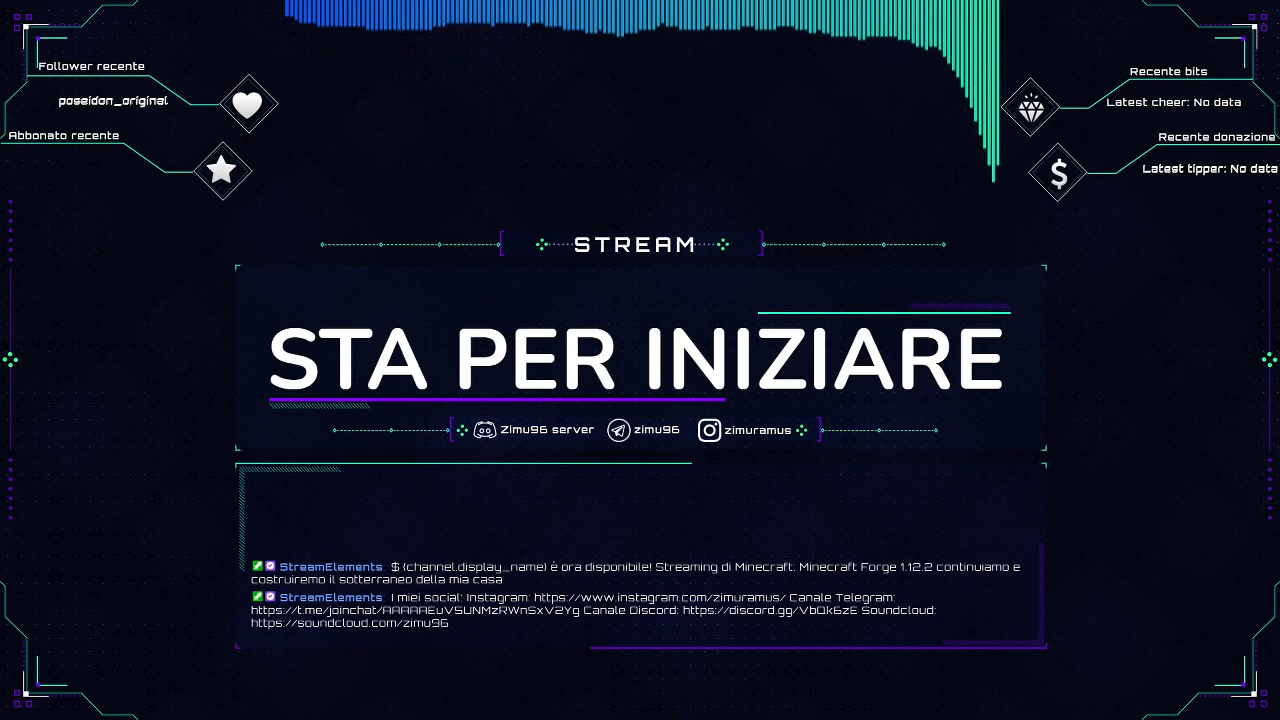 Follower recente
poseidon_original
Abbonato recente
Recente bits
Latest cheer: No data
Recente donazione
Latest tipper: No data
STREAM
STA PER INIZIARE
Zimu96 server zimu96 zimuramus
StreamElements: $ {channel.display_name} è ora disponibile! Streaming di Minecraft: Minecraft Forge 1.12.2 continuiamo e
costruiremo il sotterraneo della mia casa
StreamElements: I miei social: Instagram: https://www.instagram.com/zimuramus/ Canale Telegram:
https://t.me/joinchat/AAAAAEuVSUNMzRWnSxV2Yg Canale Discord: https://discord.gg/VbQk6zE Soundcloud:
https://soundcloud.com/zimu96